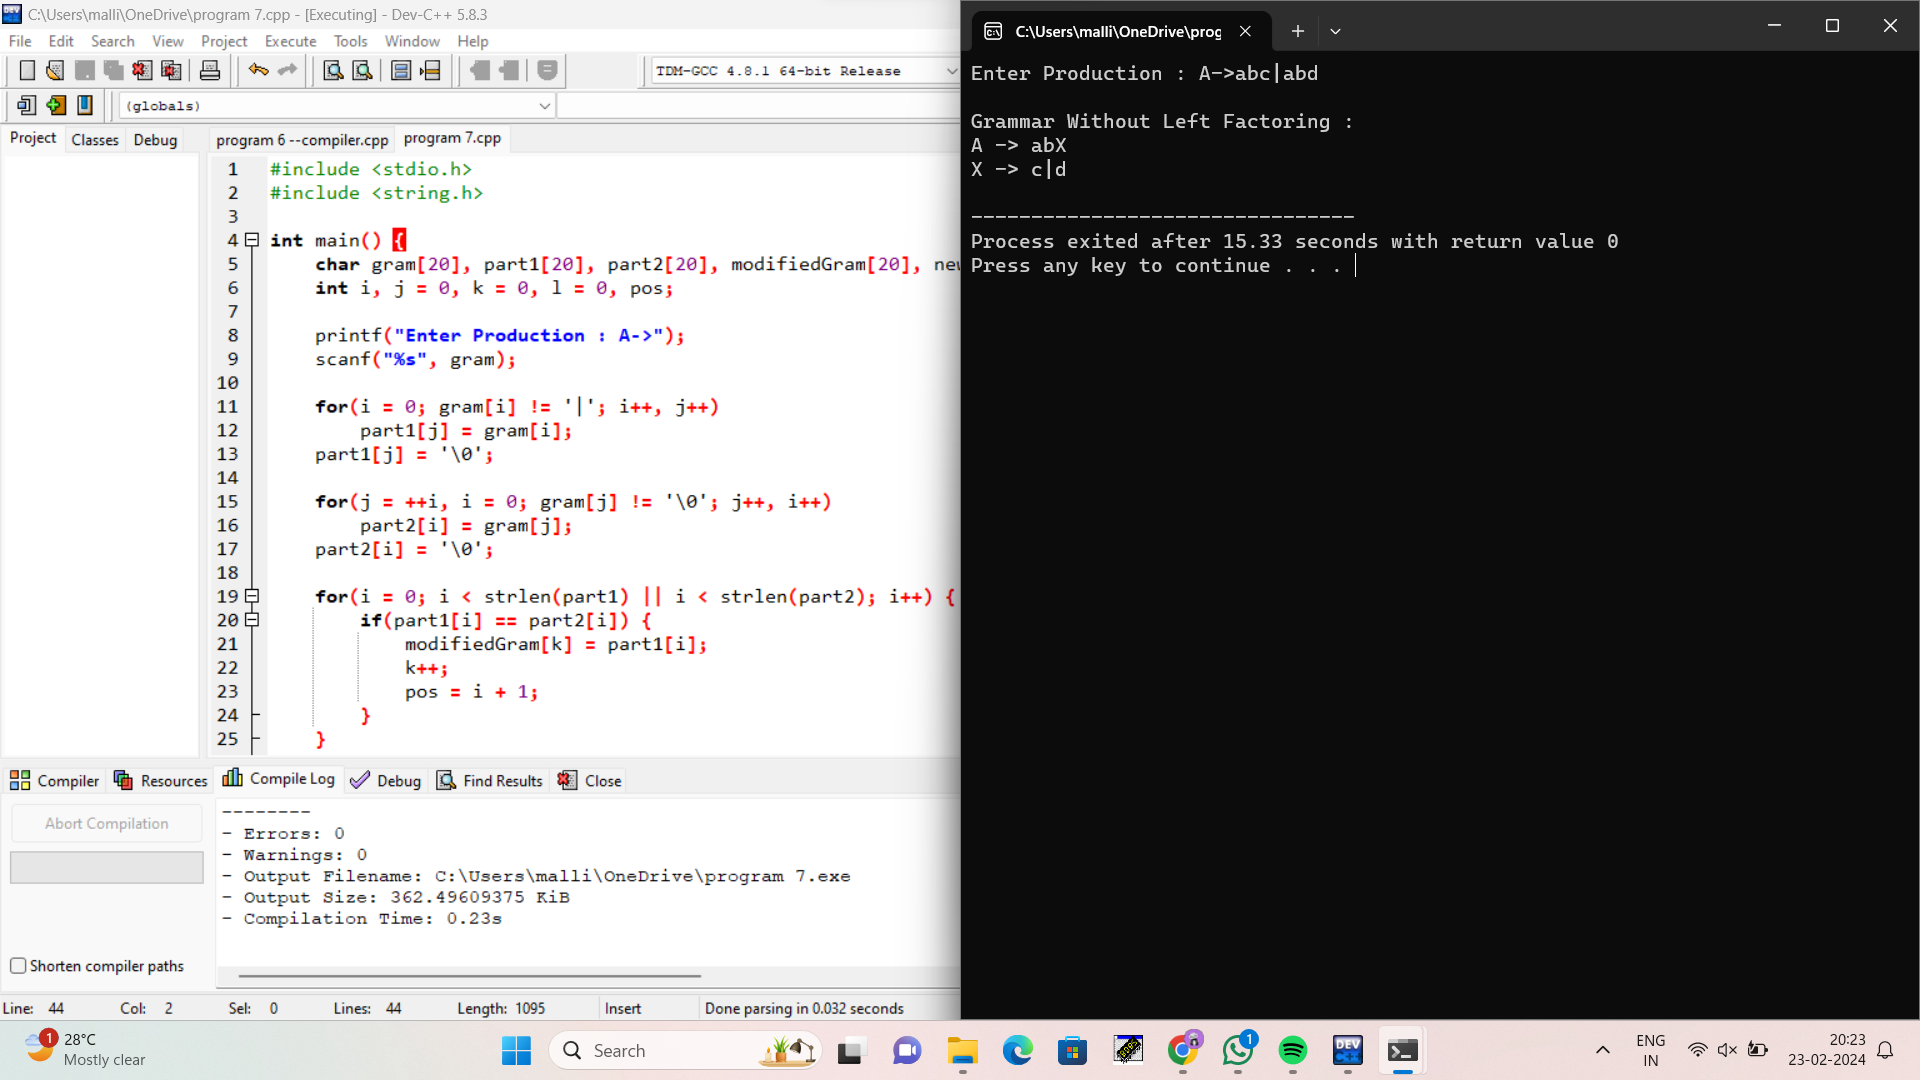 C:\Users\malli\OneDrive\program 7.cpp - [Executing] - Dev-C++ 5.8.3
File Edit Search View Project Execute Tools Window Help
TDM-GCC 4.8.1 64-bit Release
(globals)
Project Classes Debug
program 6 --compiler.cpp program 7.cpp
1 #include <stdio.h>
2 #include <string.h>
3
4 int main() {
5 char gram[20], part1[20], part2[20], modifiedGram[20], new
6 int i, j = 0, k = 0, l = 0, pos;
7
8 printf("Enter Production : A->");
9 scanf("%s", gram);
10
11 for(i = 0; gram[i] != '|'; i++, j++)
12 part1[j] = gram[i];
13 part1[j] = '\0';
14
15 for(j = ++i, i = 0; gram[j] != '\0'; j++, i++)
16 part2[i] = gram[j];
17 part2[i] = '\0';
18
19 for(i = 0; i < strlen(part1) || i < strlen(part2); i++) {
20 if(part1[i] == part2[i]) {
21 modifiedGram[k] = part1[i];
22 k++;
23 pos = i + 1;
24 }
25 }
Compiler Resources Compile Log Debug Find Results Close
Abort Compilation
Shorten compiler paths
--------
- Errors: 0
- Warnings: 0
- Output Filename: C:\Users\malli\OneDrive\program 7.exe
- Output Size: 362.49609375 KiB
- Compilation Time: 0.23s
Line: 44 Col: 2 Sel: 0 Lines: 44 Length: 1095 Insert Done parsing in 0.032 seconds
C:\Users\malli\OneDrive\prog
Enter Production : A->abc|abd
Grammar Without Left Factoring :
A -> abX
X -> c|d
--------------------------------
Process exited after 15.33 seconds with return value 0
Press any key to continue . . .
1
28°C
Mostly clear
Search
1
DEV
C++
ENG
IN
20:23
23-02-2024